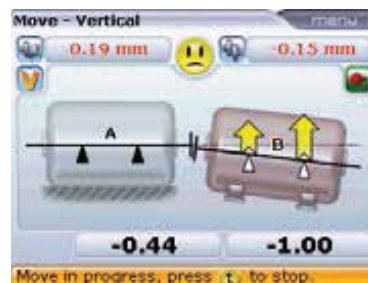 Move - Vertical menu
0.19 mm -0.15 mm
V
A B
-0.44 -1.00
Move in progress, press to stop.